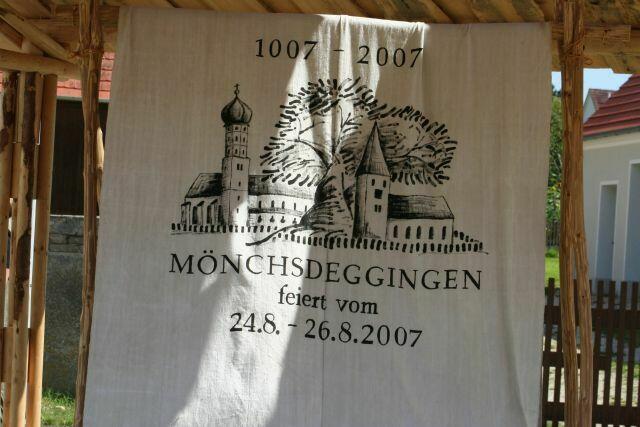 1007 - 2007
MÖNCHSDEGGINGEN
feiert vom
24.8. - 26.8.2007